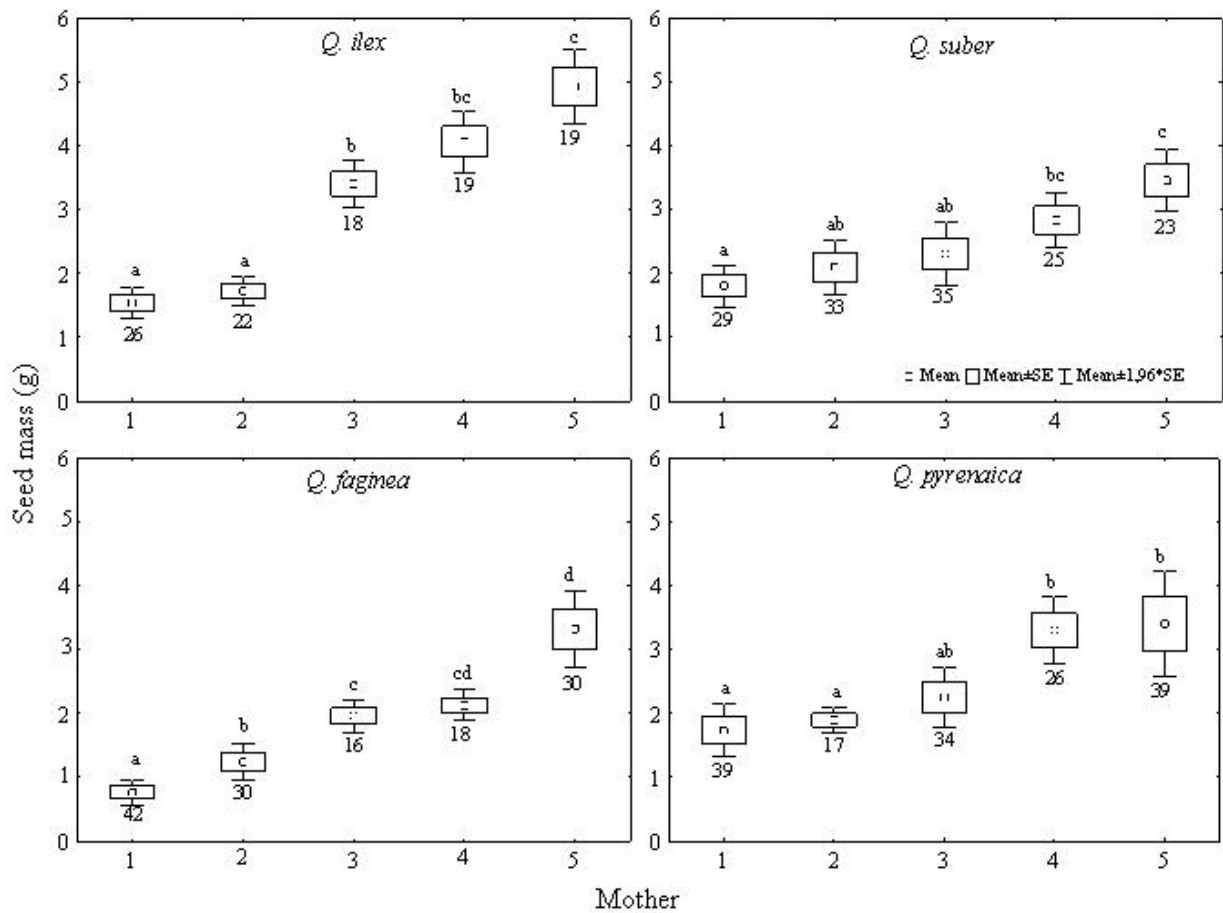 Q. ilex
6
5
4
3
2
1
0
a
26
a
22
b
18
bc
19
c
19
1 2 3 4 5
Q. suber
6
5
4
3
2
1
0
a
29
ab
33
ab
35
bc
25
c
23
Mean Mean±SE Mean±1,96*SE
1 2 3 4 5
Seed mass (g)
Q. faginea
6
5
4
3
2
1
0
a
42
b
30
c
16
cd
18
d
30
1 2 3 4 5
Q. pyrenaica
6
5
4
3
2
1
0
a
39
a
17
ab
34
b
26
b
39
1 2 3 4 5
Mother